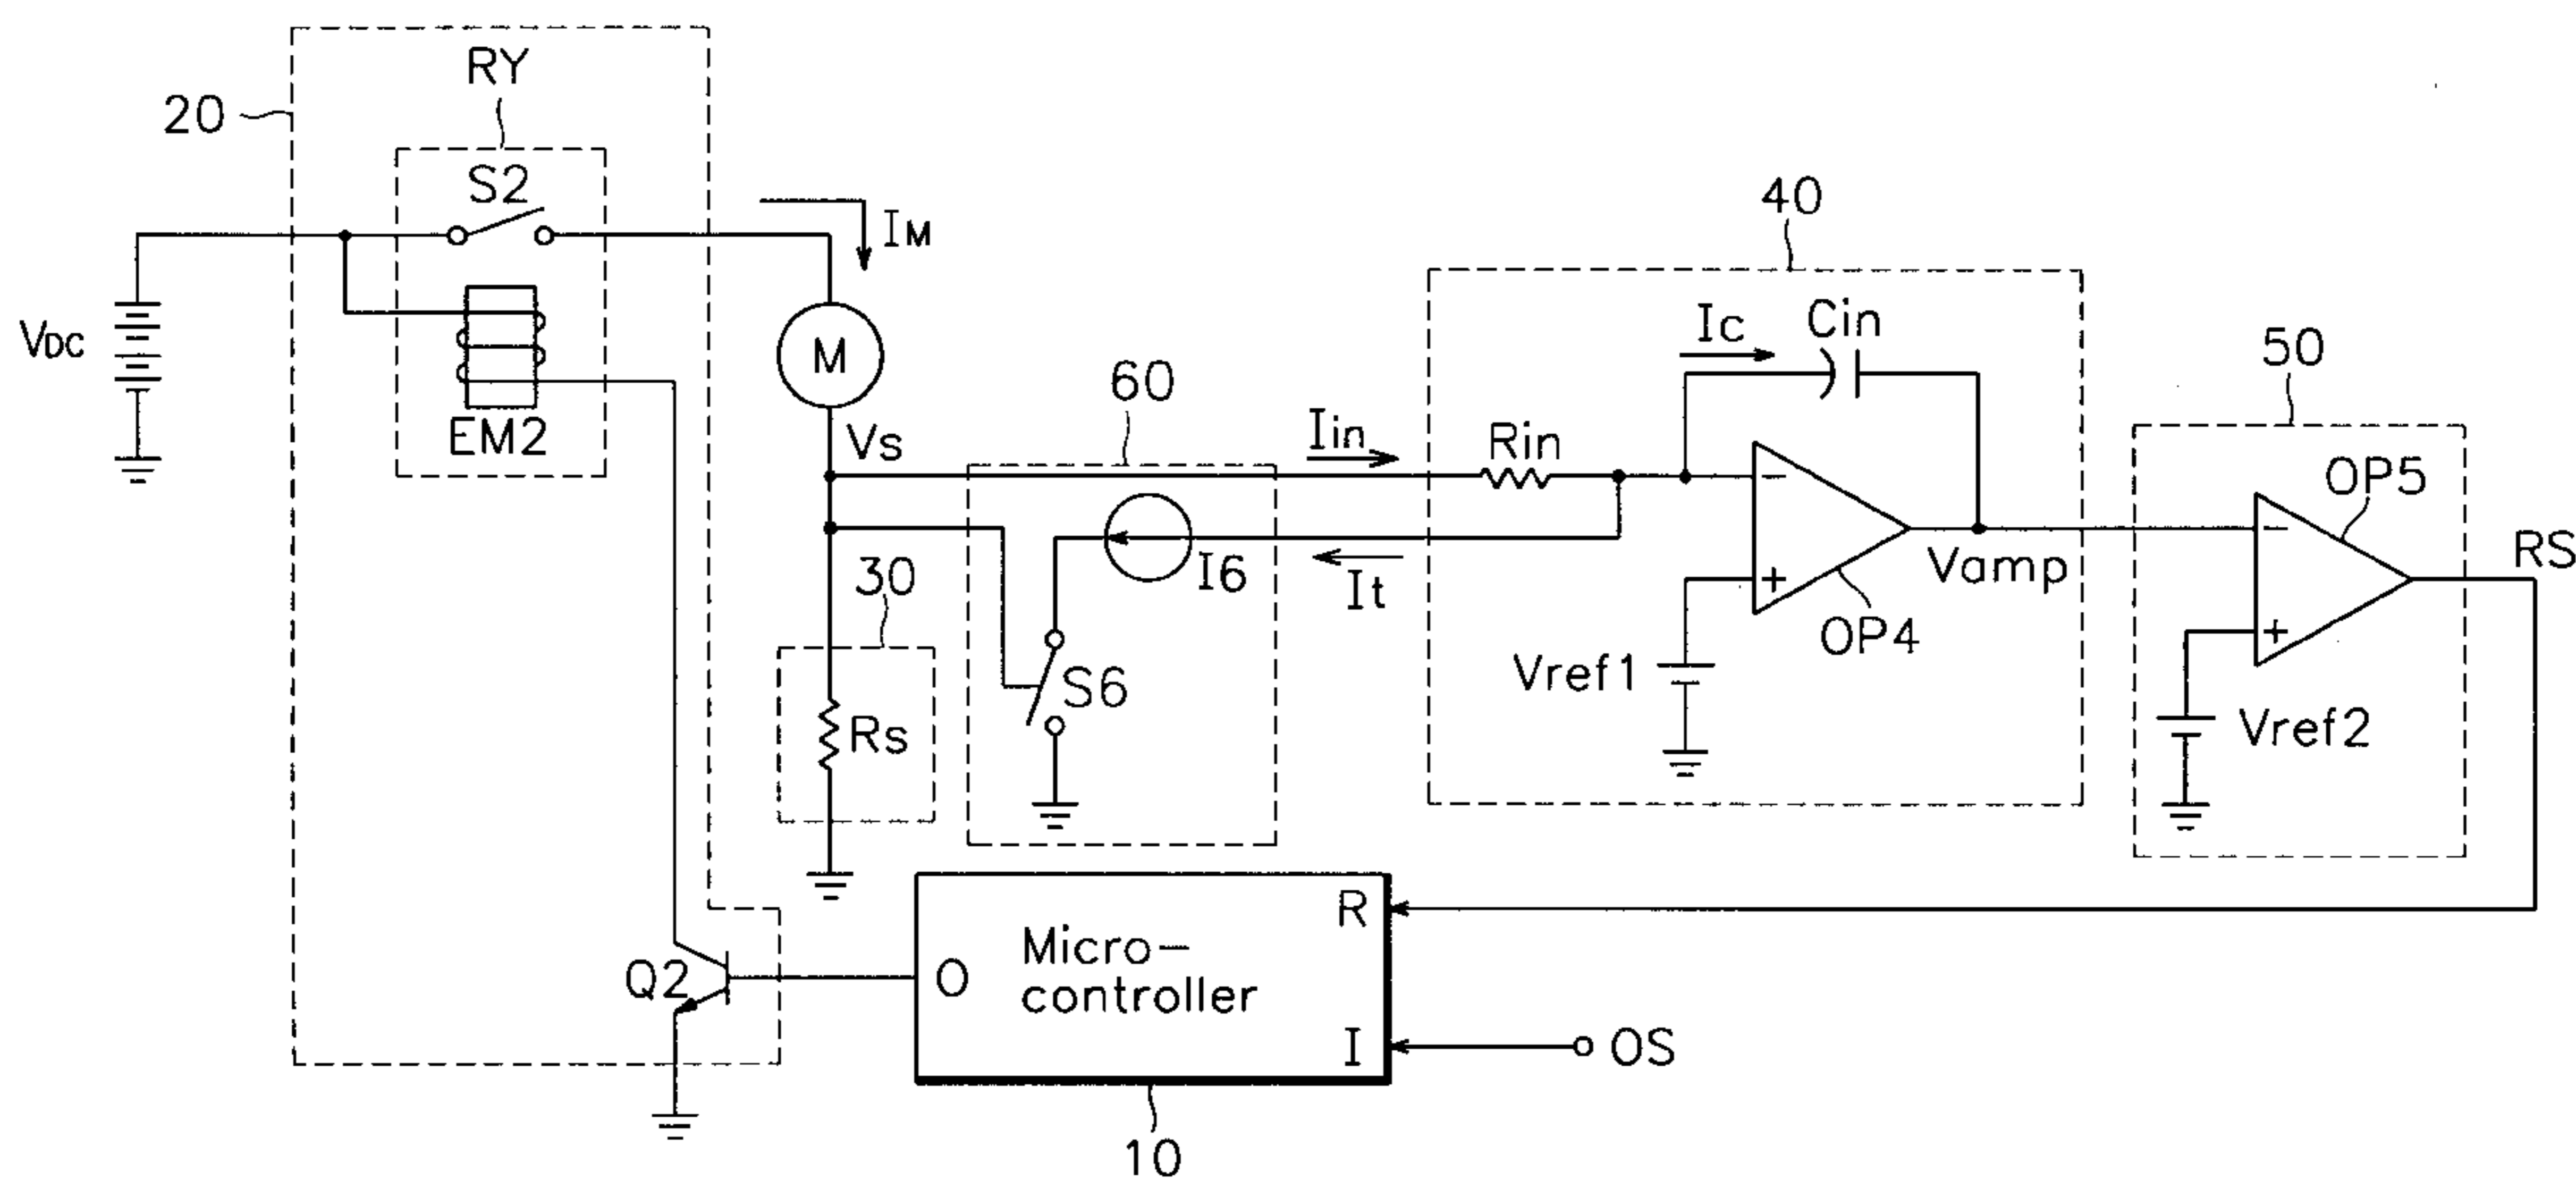 RY
20
S2
IM
VDC
EM2
M
Vs
60
Iin
Rin
40
Ic
Cin
50
OP5
RS
I6
It
Vamp
30
OP4
Rs
S6
Vref1
Vref2
Q2
O
Micro-
controller
R
I
OS
10